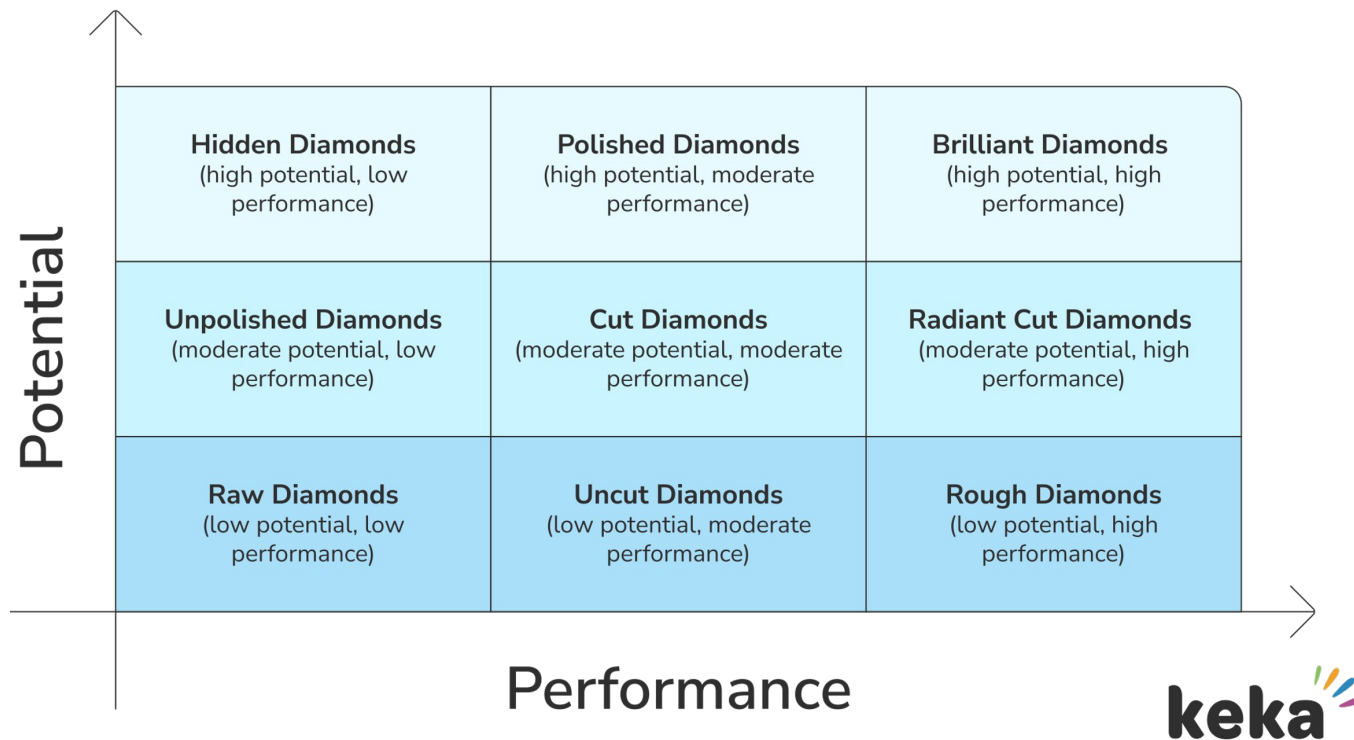 Potential
Hidden Diamonds
(high potential, low
performance)
Polished Diamonds
(high potential, moderate
performance)
Brilliant Diamonds
(high potential, high
performance)
Unpolished Diamonds
(moderate potential, low
performance)
Cut Diamonds
(moderate potential, moderate
performance)
Radiant Cut Diamonds
(moderate potential, high
performance)
Raw Diamonds
(low potential, low
performance)
Uncut Diamonds
(low potential, moderate
performance)
Rough Diamonds
(low potential, high
performance)
Performance
keka